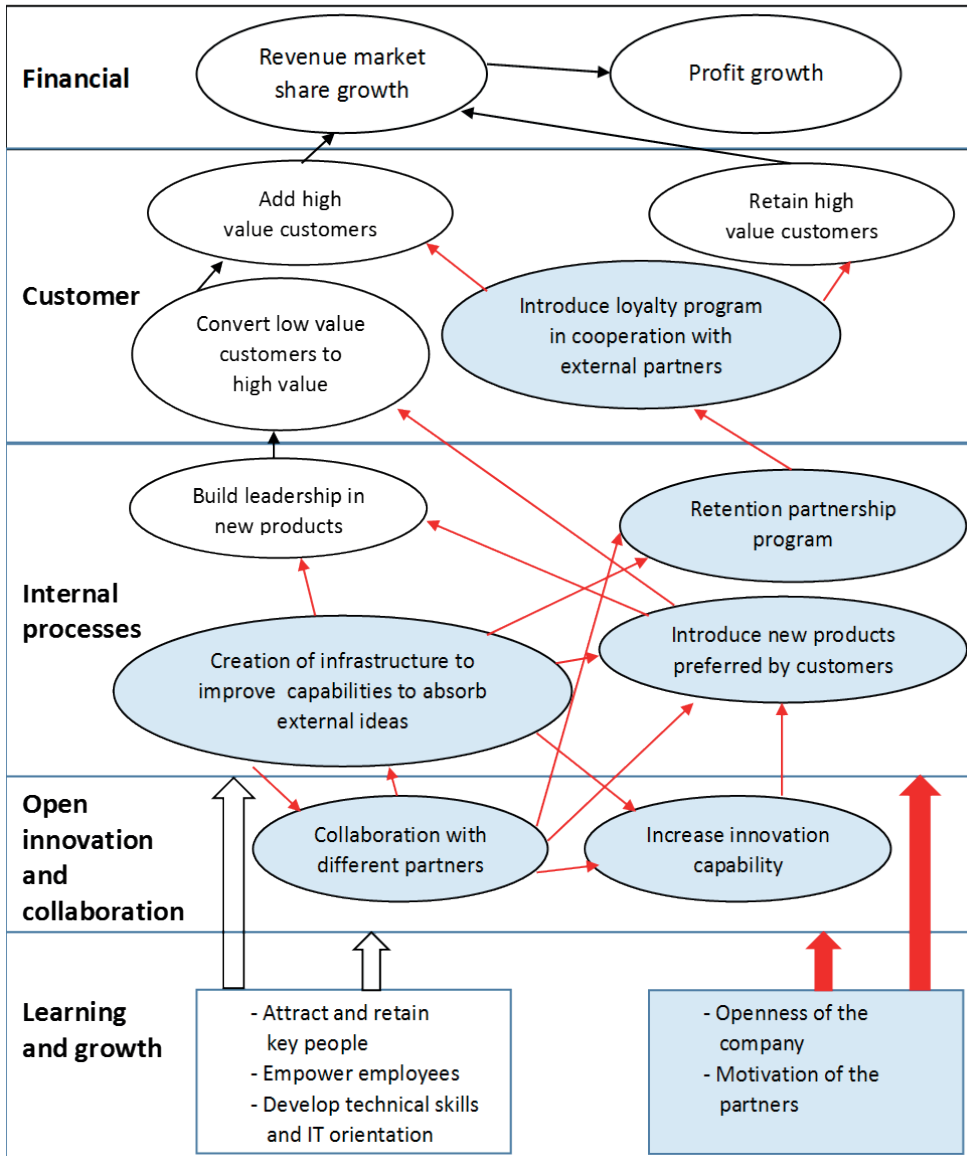 Financial
Revenue market
share growth
Profit growth
Customer
Add high
value customers
Retain high
value customers
Convert low value
customers to
high value
Introduce loyalty program
in cooperation with
external partners
Internal
processes
Build leadership in
new products
Retention partnership
program
Creation of infrastructure to
improve capabilities to absorb
external ideas
Introduce new products
preferred by customers
Open
innovation
and
collaboration
Collaboration with
different partners
Increase innovation
capability
Learning
and growth
- Attract and retain
key people
- Empower employees
- Develop technical skills
and IT orientation
- Openness of the
company
- Motivation of the
partners